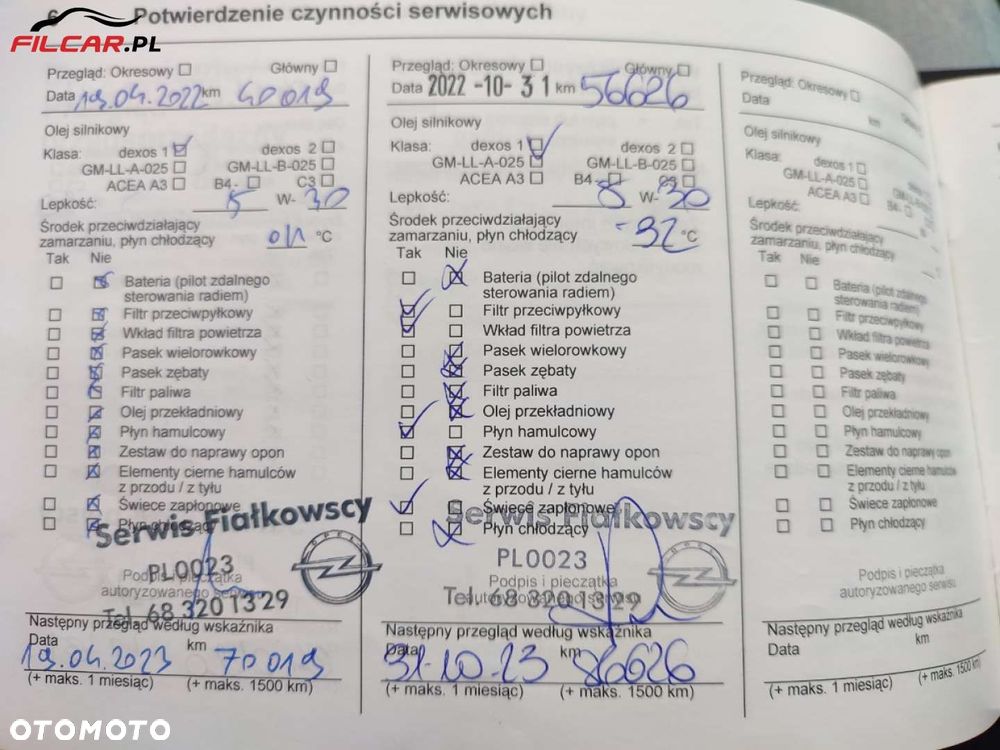 6
Potwierdzenie czynności serwisowych
FILCAR.PL
Przegląd: Okresowy Główny
Data 19.04.2022 km 40019
Olej silnikowy
Klasa: dexos 1 dexos 2
GM-LL-A-025 GM-LL-B-025
ACEA A3 B4- C3
Lepkość: 5 W- 30
Środek przeciwdziałający
zamarzaniu, płyn chłodzący °C
Tak Nie
Bateria (pilot zdalnego
sterowania radiem)
Filtr przeciwpyłkowy
Wkład filtra powietrza
Pasek wielorowkowy
Pasek zębaty
Filtr paliwa
Olej przekładniowy
Płyn hamulcowy
Zestaw do naprawy opon
Elementy cierne hamulców
z przodu / z tyłu
Świece zapłonowe
Płyn chłodzący
Serwis Fiałkowscy
PL0023
Podpis i pieczątka
autoryzowanego serwisu
Tel. 68 320 13 29
OPEL
Następny przegląd według wskaźnika
Data km
19.04.2023 70019
(+ maks. 1 miesiąc) (+ maks. 1500 km)
Przegląd: Okresowy Główny
Data 2022 -10- 31 km 56626
Olej silnikowy
Klasa: dexos 1 dexos 2
GM-LL-A-025 GM-LL-B-025
ACEA A3 B4- C3
Lepkość: 5 W- 30
Środek przeciwdziałający
zamarzaniu, płyn chłodzący -32 °C
Tak Nie
Bateria (pilot zdalnego
sterowania radiem)
Filtr przeciwpyłkowy
Wkład filtra powietrza
Pasek wielorowkowy
Pasek zębaty
Filtr paliwa
Olej przekładniowy
Płyn hamulcowy
Zestaw do naprawy opon
Elementy cierne hamulców
z przodu / z tyłu
Świece zapłonowe
Płyn chłodzący
Serwis Fiałkowscy
PL0023
Podpis i pieczątka
autoryzowanego serwisu
Tel. 68 320 13 29
OPEL
Następny przegląd według wskaźnika
Data km
31-10-23 86626
(+ maks. 1 miesiąc) (+ maks. 1500 km)
Przegląd: Okresowy Główny
Data km
Olej silnikowy
Klasa: dexos 1
GM-LL-A-025
ACEA A3 B4-
Lepkość:
Środek przeciwdziałający
zamarzaniu, płyn chłodzący °C
Tak Nie
Bateria (pilot zdalnego
sterowania radiem)
Filtr przeciwpyłkowy
Wkład filtra powietrza
Pasek wielorowkowy
Pasek zębaty
Filtr paliwa
Olej przekładniowy
Płyn hamulcowy
Zestaw do naprawy opon
Elementy cierne hamulców
z przodu / z tyłu
Świece zapłonowe
Płyn chłodzący
Podpis i pieczątka
autoryzowanego serwisu
Następny przegląd według wskaźnika
Data km
(+ maks. 1 miesiąc) (+ maks. 1500 km)
OTOMOTO